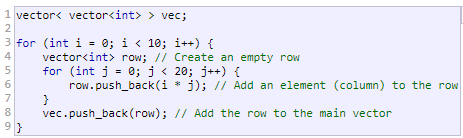 1 vector< vector<int> > vec;
2
3 for (int i = 0; i < 10; i++) {
4     vector<int> row; // Create an empty row
5     for (int j = 0; j < 20; j++) {
6         row.push_back(i * j); // Add an element (column) to the row
7     }
8     vec.push_back(row); // Add the row to the main vector
9 }